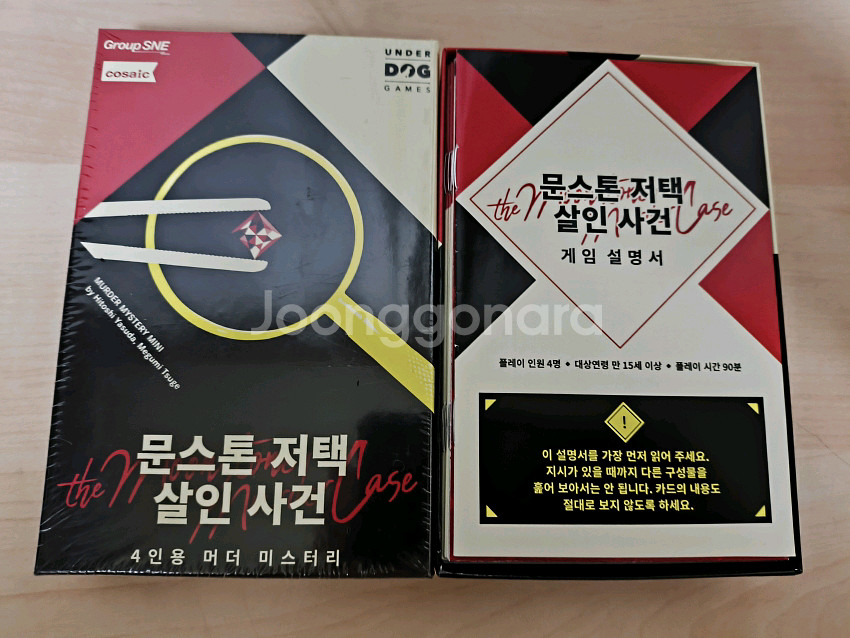 GroupSNE
cosaic
UNDER
DOG
GAMES
MURDER MYSTERY MINI
by Hitoshi Yasuda, Megumi Tsuge
the Case
문스톤 저택
살인 사건
4인용 머더 미스터리
the Case
문스톤 저택
살인 사건
게임 설명서
플레이 인원 4명 ◆ 대상연령 만 15세 이상 ◆ 플레이 시간 90분
!
이 설명서를 가장 먼저 읽어 주세요.
지시가 있을 때까지 다른 구성물을
훑어 보아서는 안 됩니다. 카드의 내용도
절대로 보지 않도록 하세요.
Joonggonara